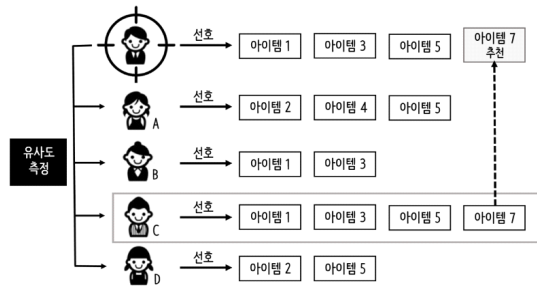 선호
아이템 1
아이템 3
아이템 5
아이템 7
추천
A
선호
아이템 2
아이템 4
아이템 5
유사도
측정
B
선호
아이템 1
아이템 3
C
선호
아이템 1
아이템 3
아이템 5
아이템 7
D
선호
아이템 2
아이템 5